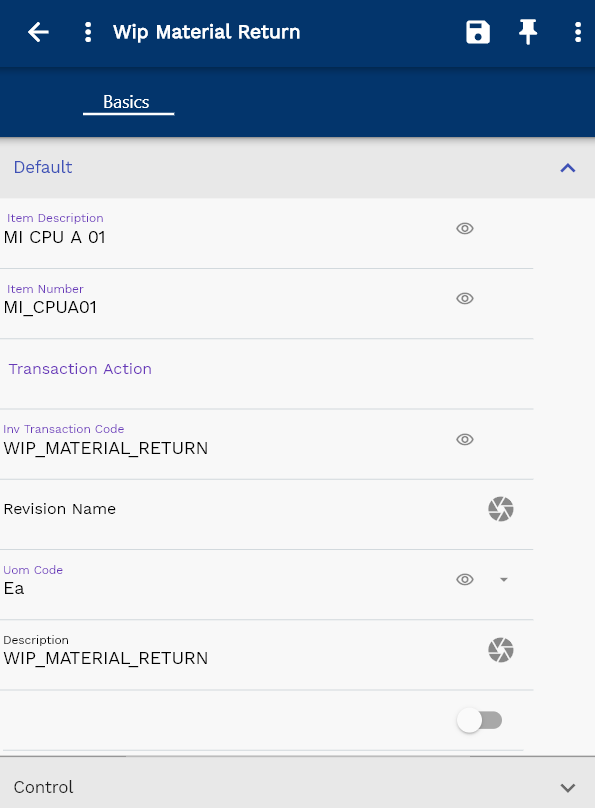 Wip Material Return
Basics
Default
Item Description
MI CPU A 01
Item Number
MI_CPUA01
Transaction Action
Inv Transaction Code
WIP_MATERIAL_RETURN
Revision Name
Uom Code
Ea
Description
WIP_MATERIAL_RETURN
Control